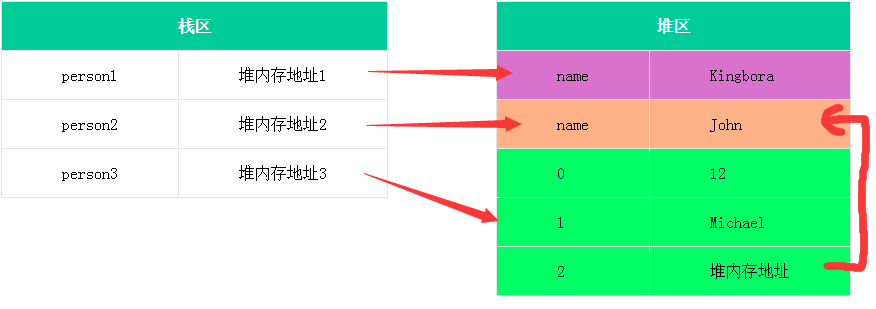 栈区
person1 堆内存地址1
person2 堆内存地址2
person3 堆内存地址3
堆区
name Kingbora
name John
0 12
1 Michael
2 堆内存地址